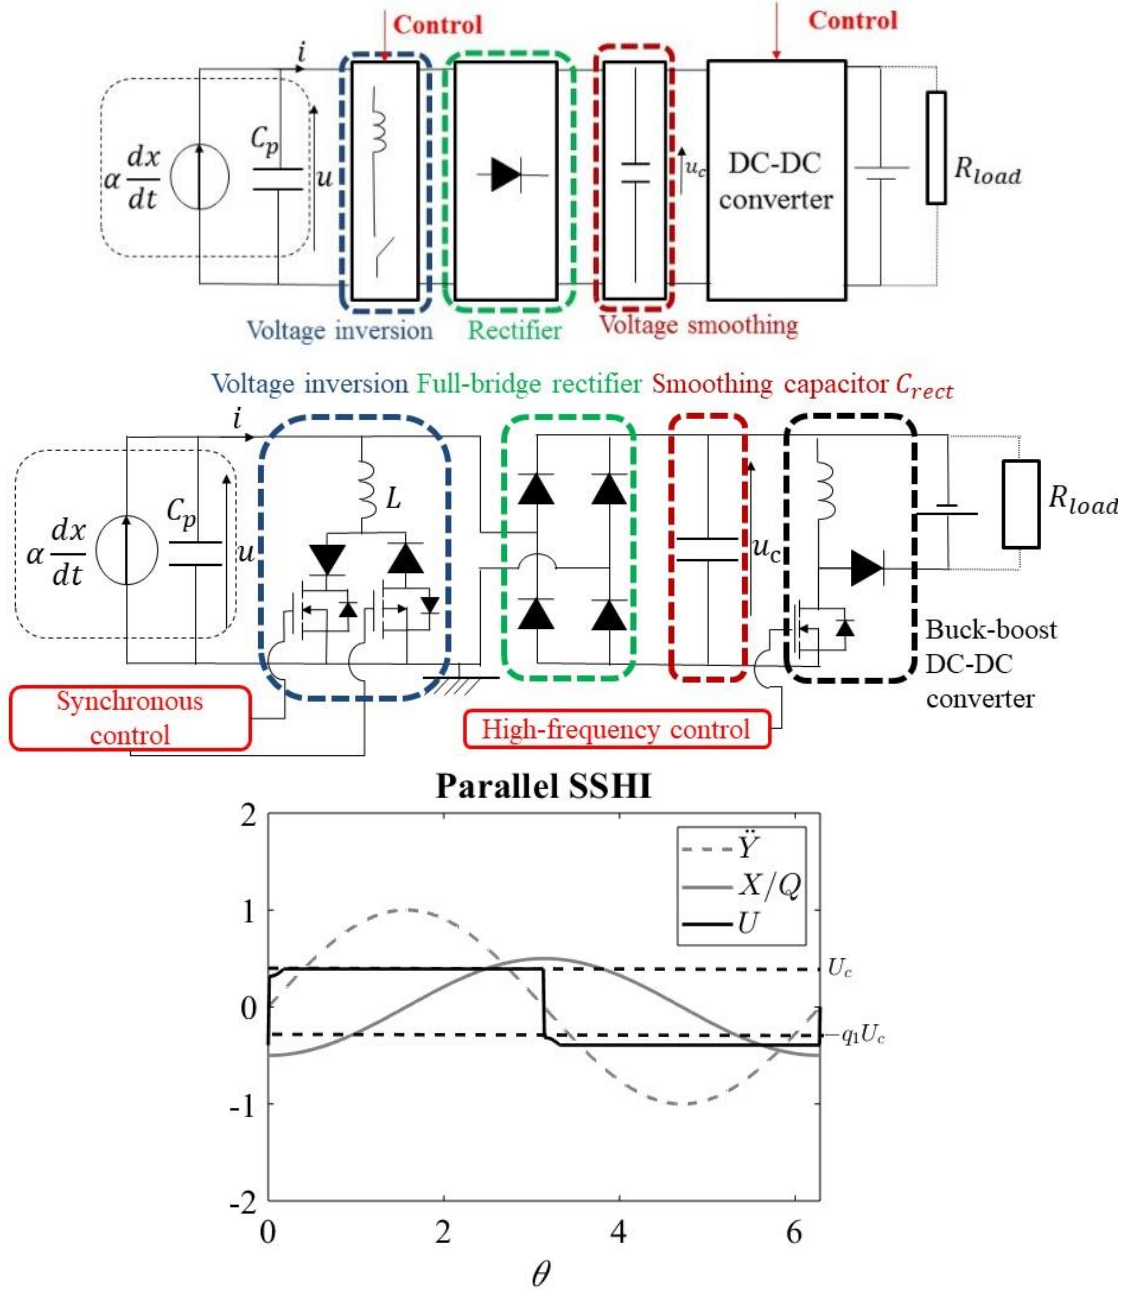 Control
Control
i
α dx/dt
C_p
u
u_c
DC-DC
converter
R_load
Voltage inversion
Rectifier
Voltage smoothing
Voltage inversion Full-bridge rectifier Smoothing capacitor C_rect
i
α dx/dt
C_p
u
L
u_c
R_load
Buck-boost
DC-DC
converter
Synchronous
control
High-frequency control
Parallel SSHI
2
1
0
-1
-2
Ÿ
X/Q
U
U_c
-q_1U_c
0
2
4
6
θ